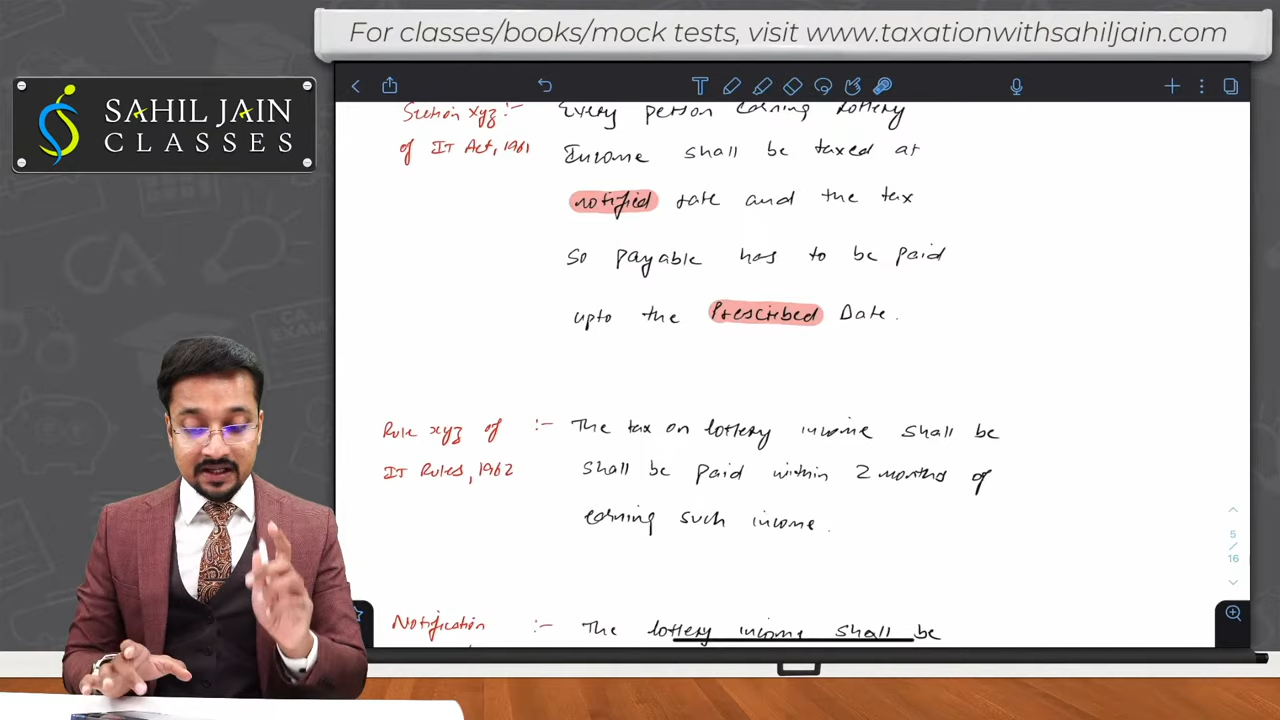 For classes/books/mock tests, visit www.taxationwithsahiljain.com
SAHIL JAIN
CLASSES
Section xyz :- Every person earning Lottery
of IT Act, 1961 Income shall be taxed at
notified rate and the tax
So payable has to be paid
upto the Prescribed Date.
Rule xyz of :- The tax on lottery income shall be
IT Rules, 1962 shall be paid within 2 months of
earning such income.
Notification :- The lottery income shall be
5
/
16